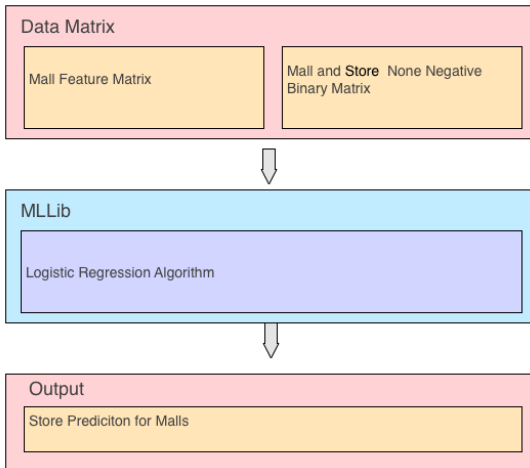 Data Matrix
Mall Feature Matrix
Mall and Store None Negative
Binary Matrix
MLLib
Logistic Regression Algorithm
Output
Store Prediciton for Malls